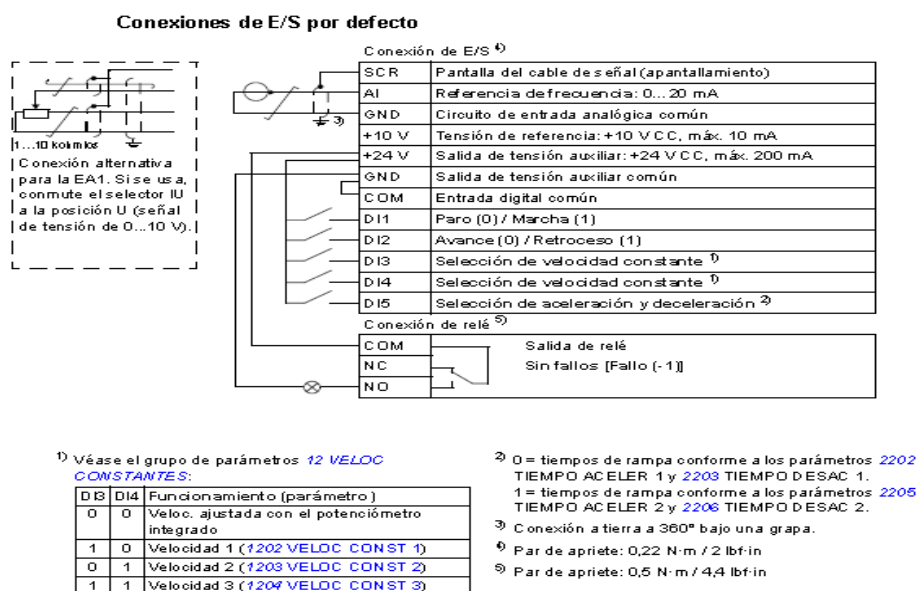 Conexiones de E/S por defecto
Conexión de E/S 4)
SCR Pantalla del cable de señal (apantallamiento)
AI Referencia de frecuencia: 0...20 mA
GND Circuito de entrada analógica común
+10 V Tensión de referencia: +10 V CC, máx. 10 mA
+24 V Salida de tensión auxiliar: +24 V CC, máx. 200 mA
GND Salida de tensión auxiliar común
COM Entrada digital común
DI1 Paro (0) / Marcha (1)
DI2 Avance (0) / Retroceso (1)
DI3 Selección de velocidad constante 1)
DI4 Selección de velocidad constante 1)
DI5 Selección de aceleración y deceleración 2)
3)
1...10 kohmios
Conexión alternativa
para la EA1. Si se usa,
conmute el selector IU
a la posición U (señal
de tensión de 0...10 V).
Conexión de relé 5)
COM Salida de relé
NC Sin fallos [Fallo (-1)]
NO
1) Véase el grupo de parámetros 12 VELOC
CONSTANTES:
DI3 DI4 Funcionamiento (parámetro)
0 0 Veloc. ajustada con el potenciómetro
integrado
1 0 Velocidad 1 (1202 VELOC CONST 1)
0 1 Velocidad 2 (1203 VELOC CONST 2)
1 1 Velocidad 3 (1204 VELOC CONST 3)
2) 0 = tiempos de rampa conforme a los parámetros 2202
TIEMPO ACELER 1 y 2203 TIEMPO DESAC 1.
1 = tiempos de rampa conforme a los parámetros 2205
TIEMPO ACELER 2 y 2206 TIEMPO DESAC 2.
3) Conexión a tierra a 360° bajo una grapa.
4) Par de apriete: 0,22 N·m / 2 lbf·in
5) Par de apriete: 0,5 N·m / 4,4 lbf·in